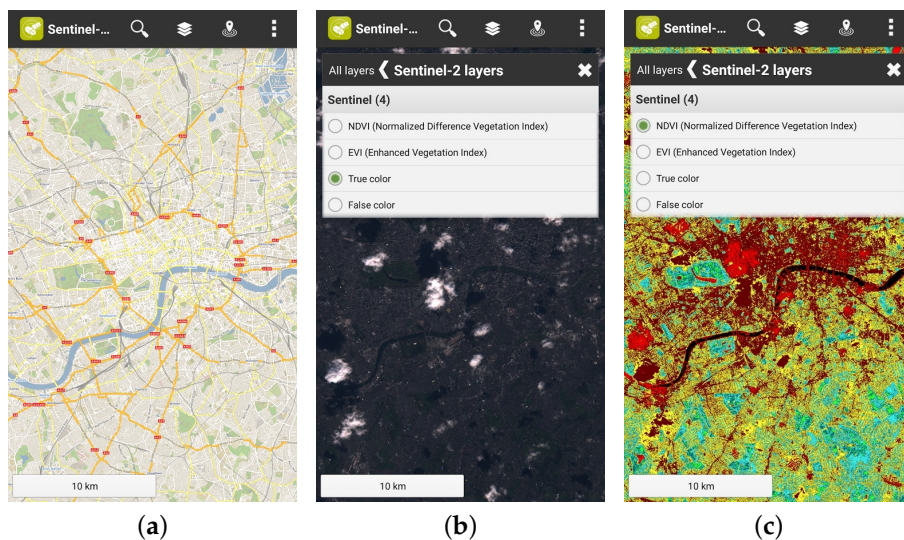 Sentinel-...
10 km
(a)
Sentinel-...
All layers ❮ Sentinel-2 layers ✖
Sentinel (4)
NDVI (Normalized Difference Vegetation Index)
EVI (Enhanced Vegetation Index)
True color
False color
10 km
(b)
Sentinel-...
All layers ❮ Sentinel-2 layers ✖
Sentinel (4)
NDVI (Normalized Difference Vegetation Index)
EVI (Enhanced Vegetation Index)
True color
False color
10 km
(c)